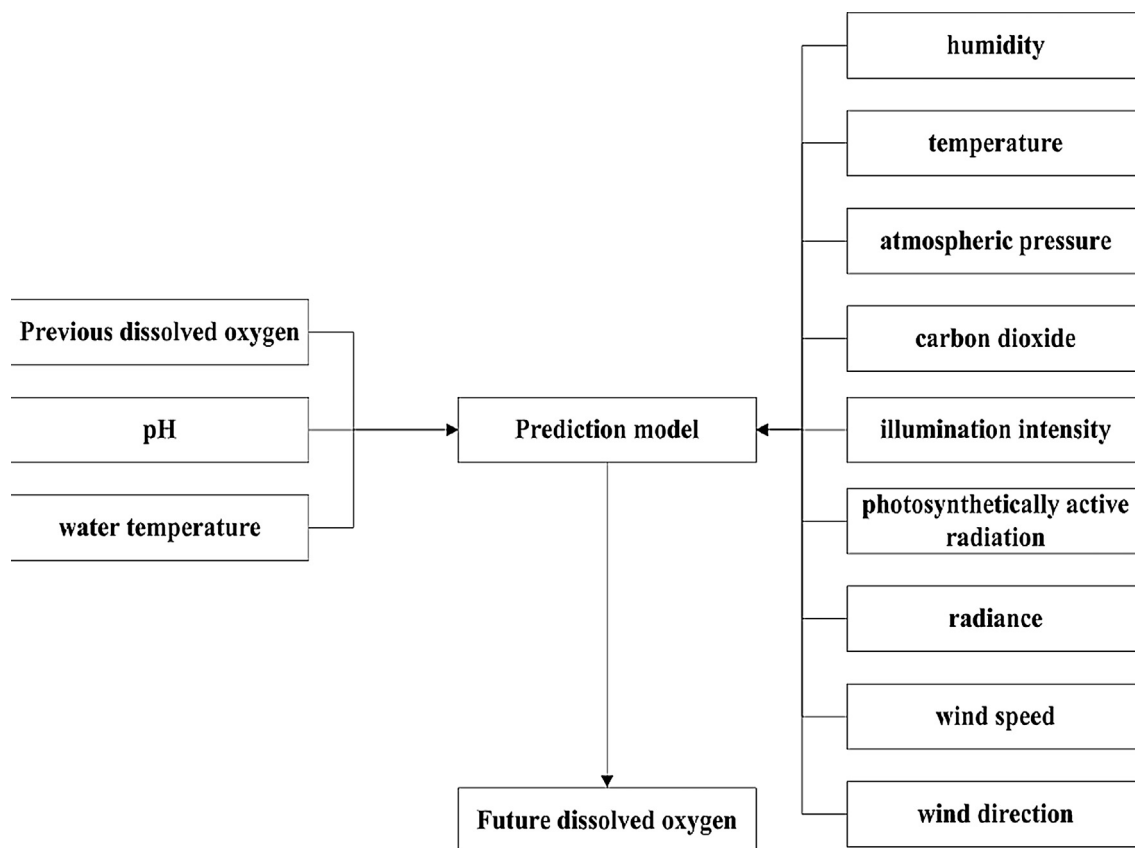 humidity
temperature
atmospheric pressure
carbon dioxide
Previous dissolved oxygen
pH
Prediction model
illumination intensity
water temperature
photosynthetically active
radiation
radiance
wind speed
wind direction
Future dissolved oxygen